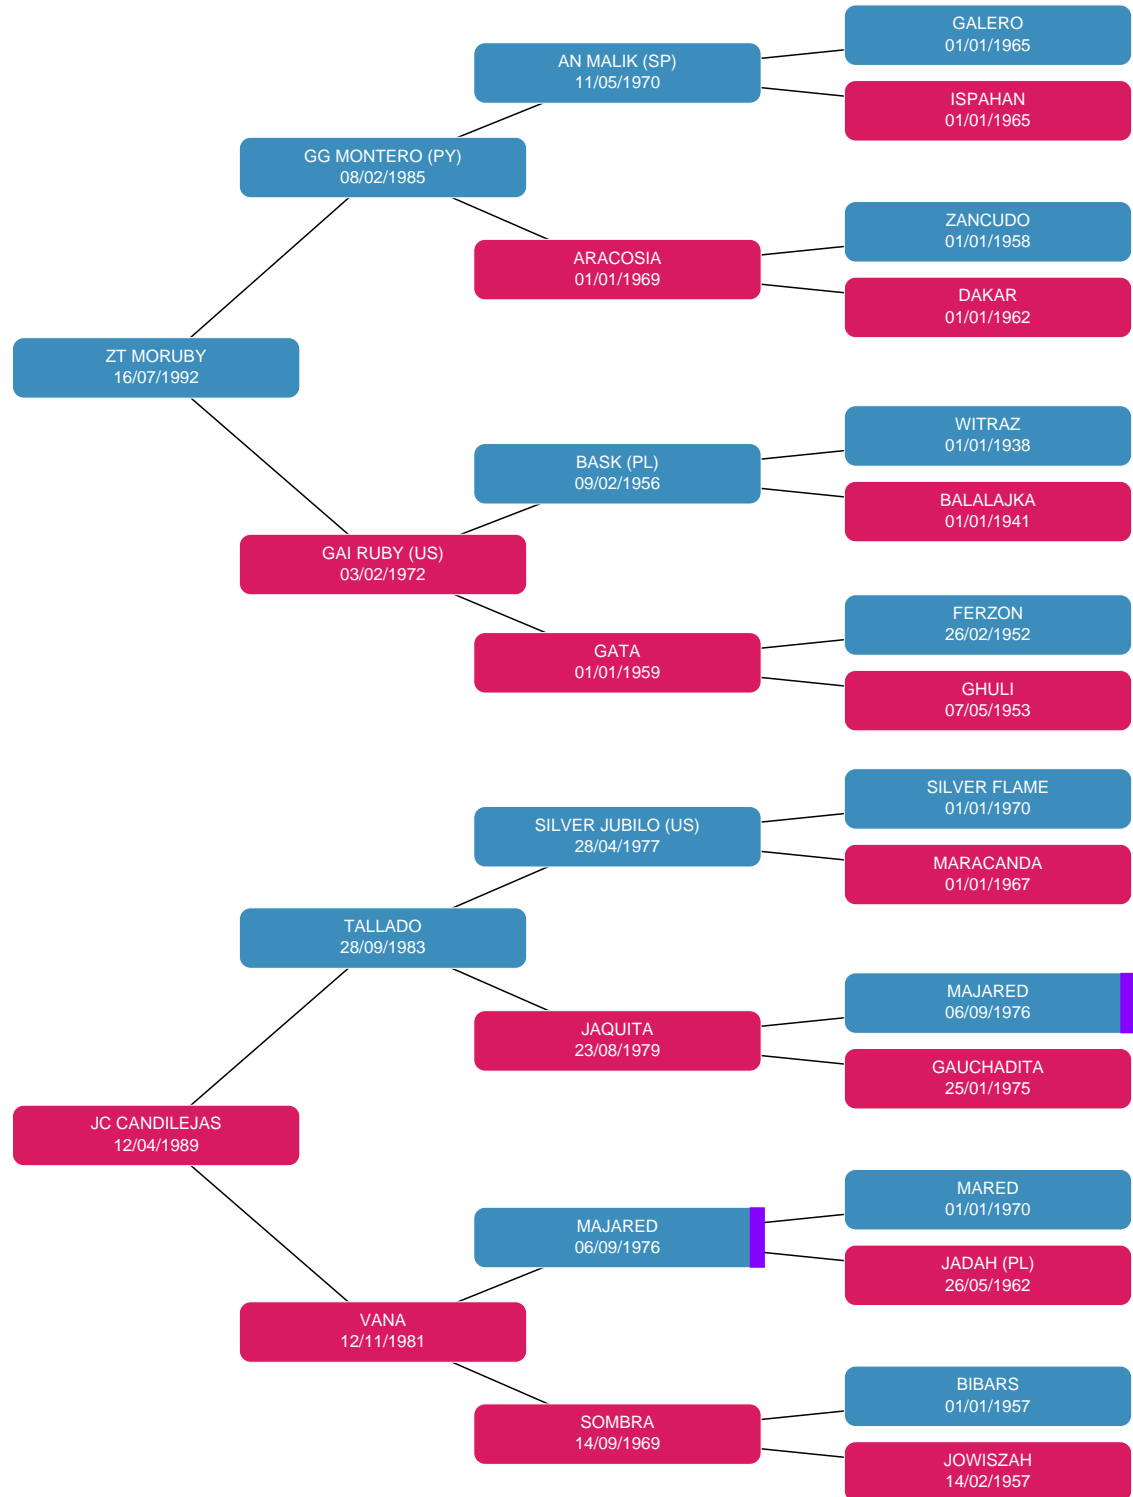 GALERO
01/01/1965
AN MALIK (SP)
11/05/1970
ISPAHAN
01/01/1965
GG MONTERO (PY)
08/02/1985
ZANCUDO
01/01/1958
ARACOSIA
01/01/1969
DAKAR
01/01/1962
ZT MORUBY
16/07/1992
WITRAZ
01/01/1938
BASK (PL)
09/02/1956
BALALAJKA
01/01/1941
GAI RUBY (US)
03/02/1972
FERZON
26/02/1952
GATA
01/01/1959
GHULI
07/05/1953
SILVER FLAME
01/01/1970
SILVER JUBILO (US)
28/04/1977
MARACANDA
01/01/1967
TALLADO
28/09/1983
MAJARED
06/09/1976
JAQUITA
23/08/1979
GAUCHADITA
25/01/1975
JC CANDILEJAS
12/04/1989
MARED
01/01/1970
MAJARED
06/09/1976
JADAH (PL)
26/05/1962
VANA
12/11/1981
BIBARS
01/01/1957
SOMBRA
14/09/1969
JOWISZAH
14/02/1957